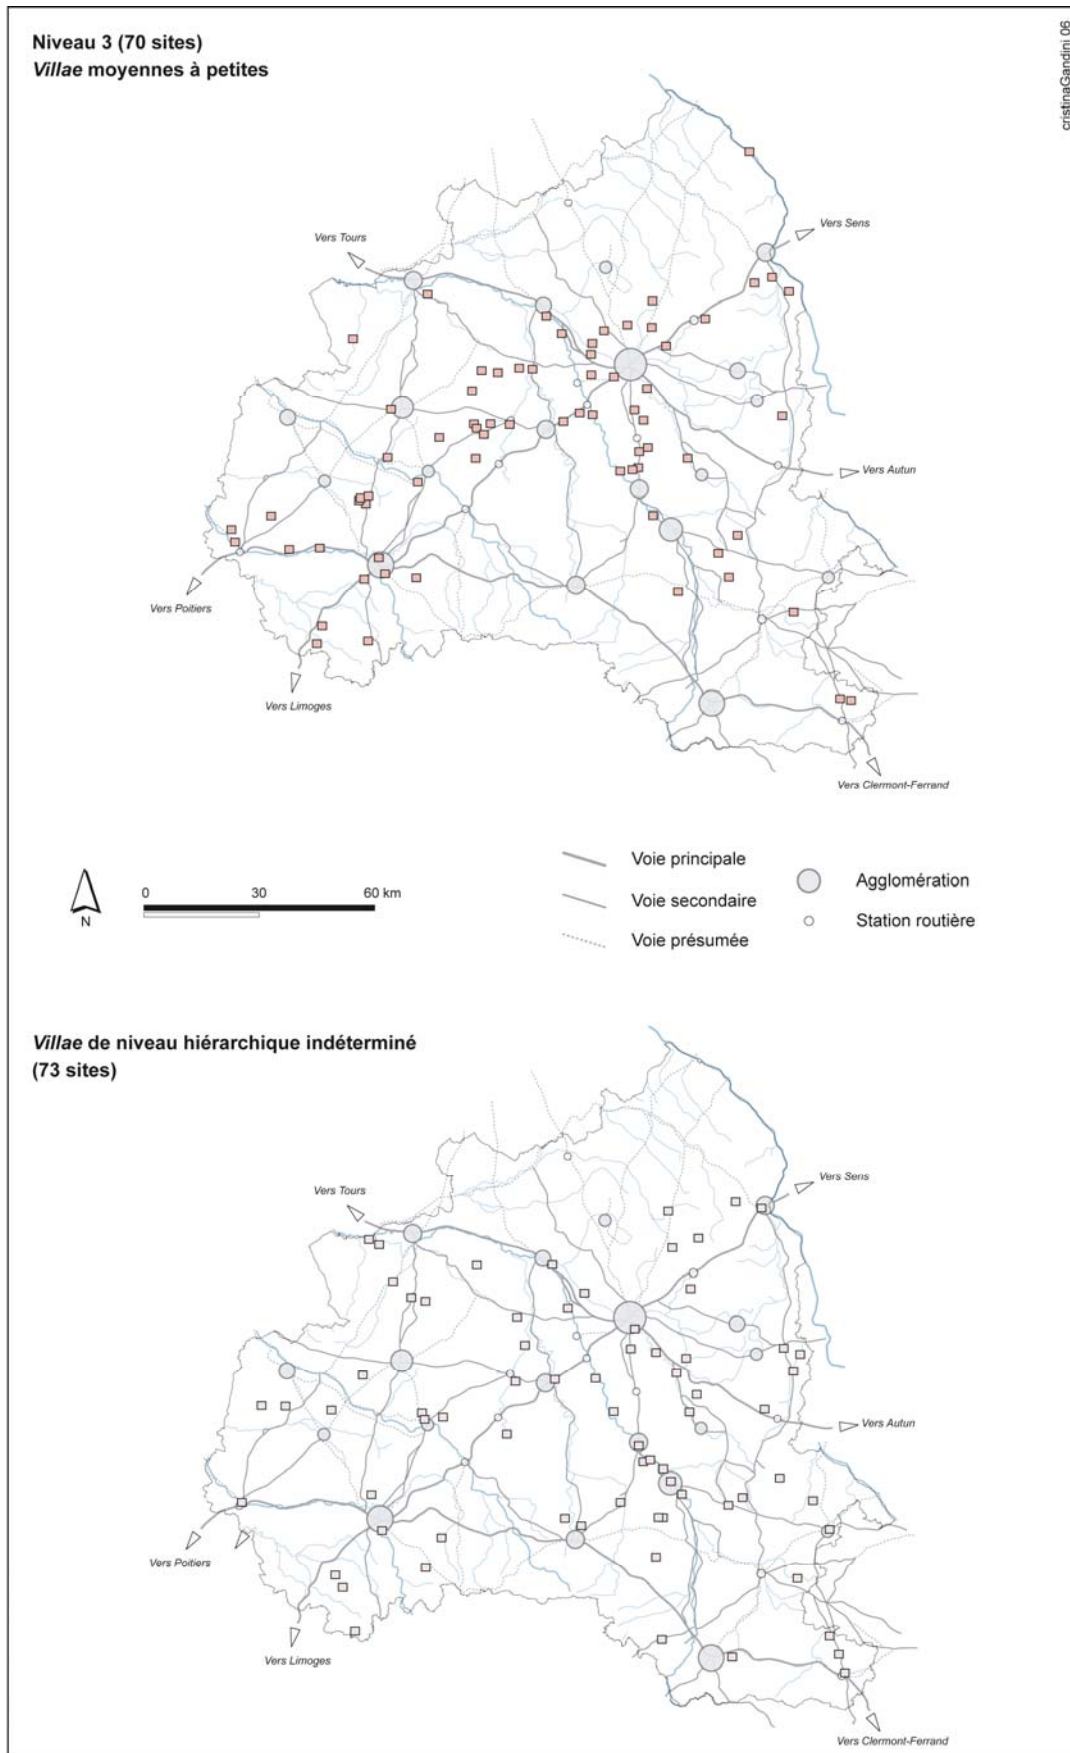 Niveau 3 (70 sites)
Villae moyennes à petites
cristinaGandini 06
Vers Tours
Vers Sens
Vers Autun
Vers Poitiers
Vers Limoges
Vers Clermont-Ferrand
N
0 30 60 km
Voie principale
Voie secondaire
Voie présumée
Agglomération
Station routière
Villae de niveau hiérarchique indéterminé
(73 sites)
Vers Tours
Vers Sens
Vers Autun
Vers Poitiers
Vers Limoges
Vers Clermont-Ferrand